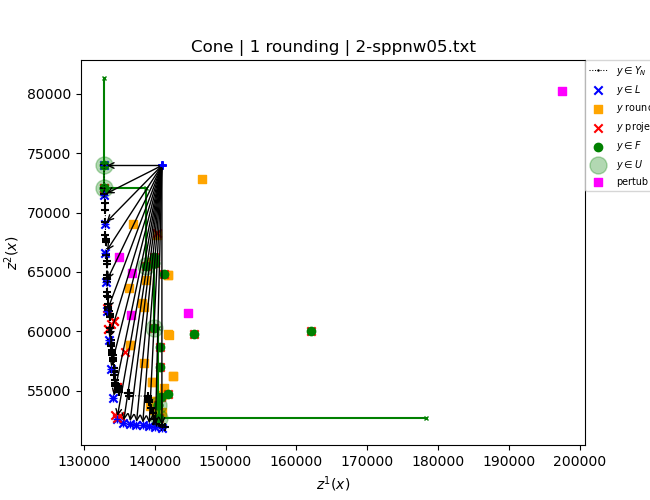 Cone | 1 rounding | 2-sppnw05.txt
z²(x)
80000
75000
70000
65000
60000
55000
130000 140000 150000 160000 170000 180000 190000 200000
z¹(x)
y ∈ Y_N
y ∈ L
y roun
y proje
y ∈ F
y ∈ U
pertub